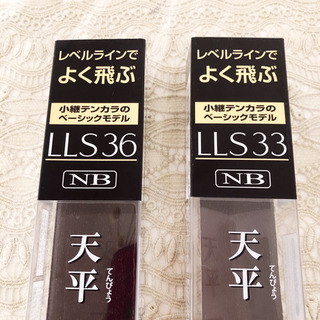 レベルラインで
よく飛ぶ
小継テンカラの
ベーシックモデル
LLS36
NB
天平
てんぴょう
レベルラインで
よく飛ぶ
小継テンカラの
ベーシックモデル
LLS33
NB
天平
てんぴょう